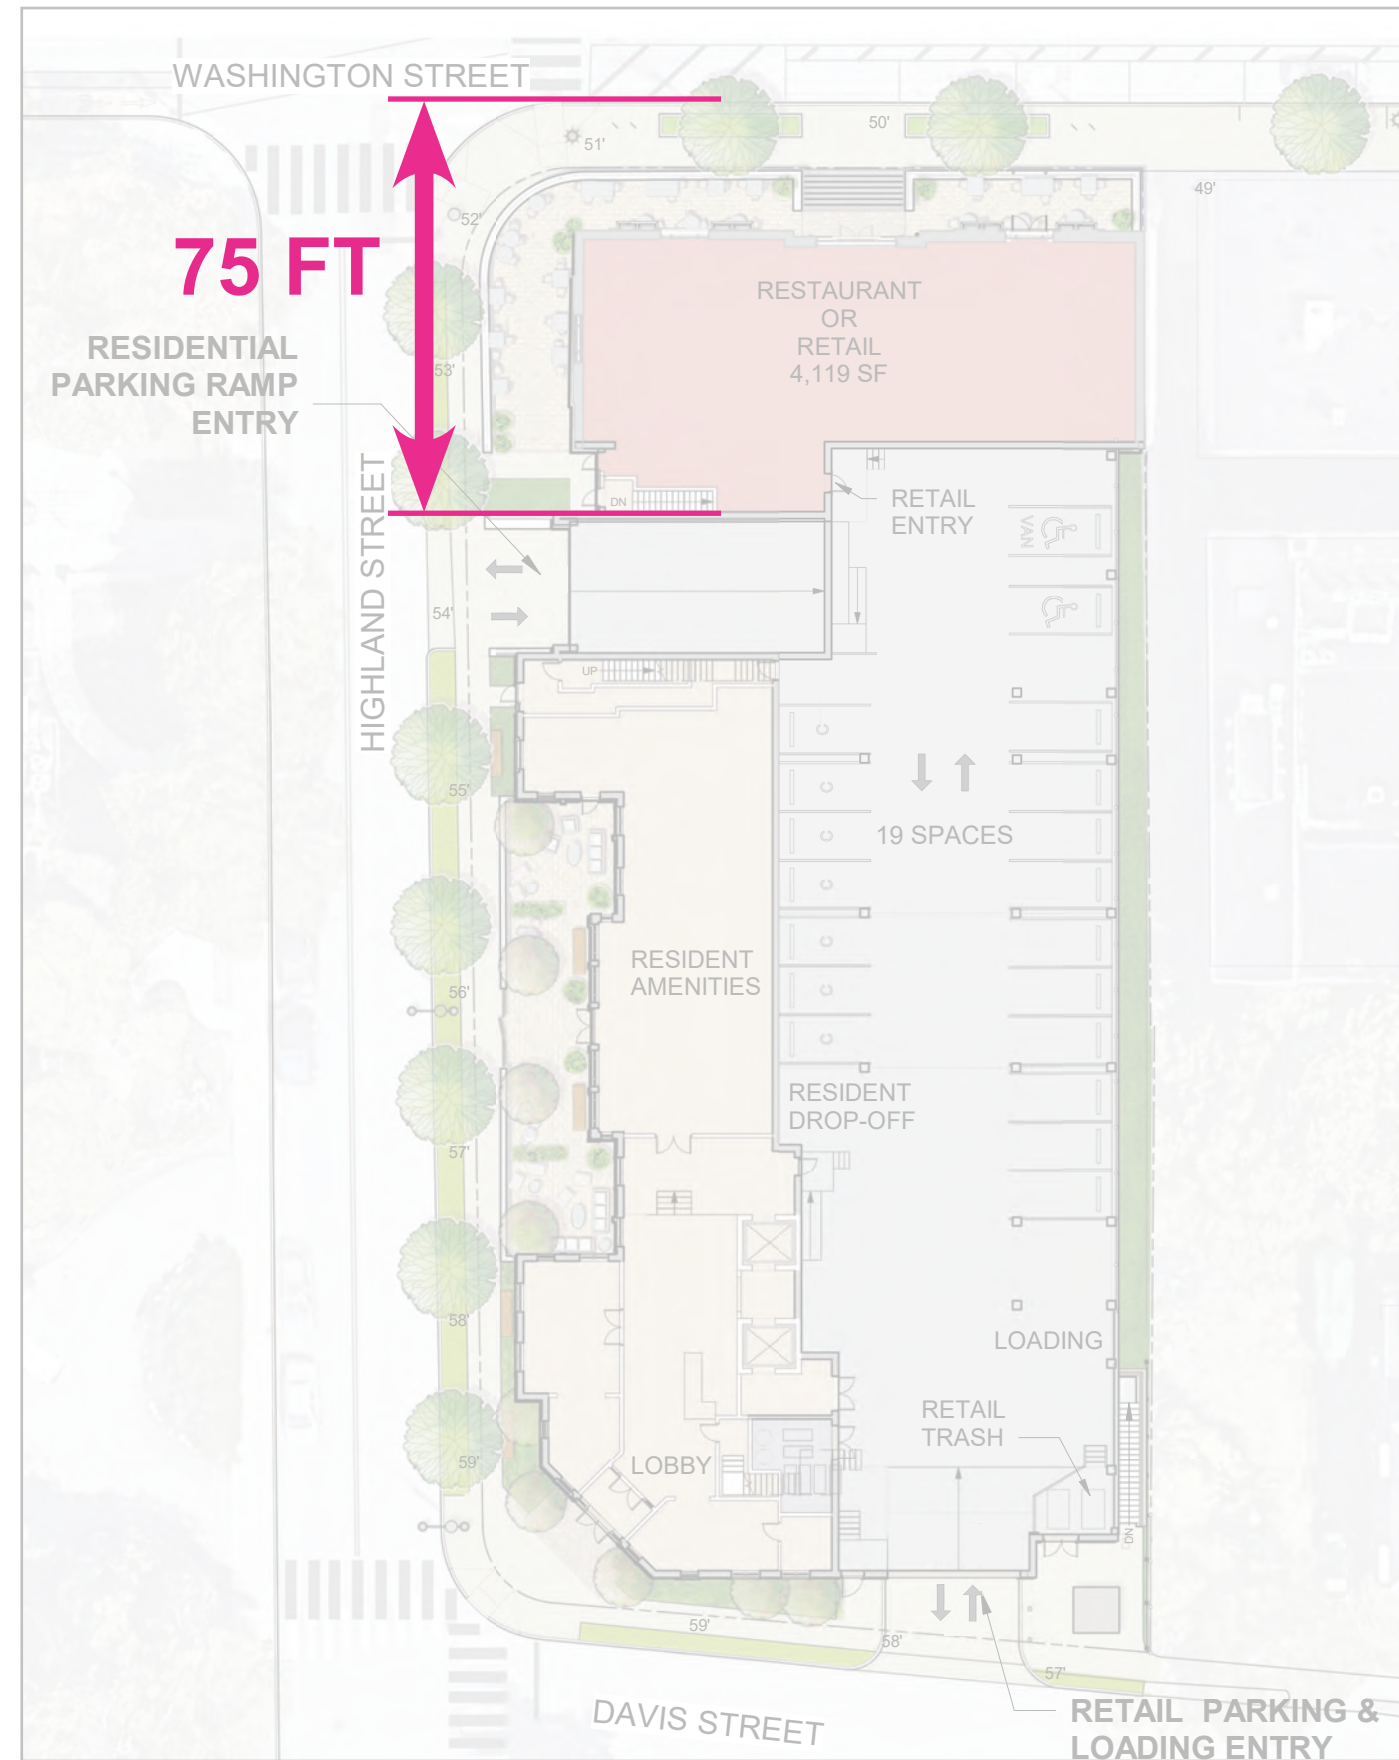 WASHINGTON STREET
51'
50'
49'
52'
75 FT
RESTAURANT
OR
RETAIL
4,119 SF
RESIDENTIAL
PARKING RAMP
ENTRY
53'
HIGHLAND STREET
DN
RETAIL
ENTRY
VAN
54'
UP
C
55'
C
19 SPACES
C
C
C
RESIDENT
AMENITIES
56'
C
C
RESIDENT
DROP-OFF
57'
58'
LOADING
RETAIL
TRASH
59'
LOBBY
DN
59'
58'
57'
DAVIS STREET
RETAIL PARKING &
LOADING ENTRY